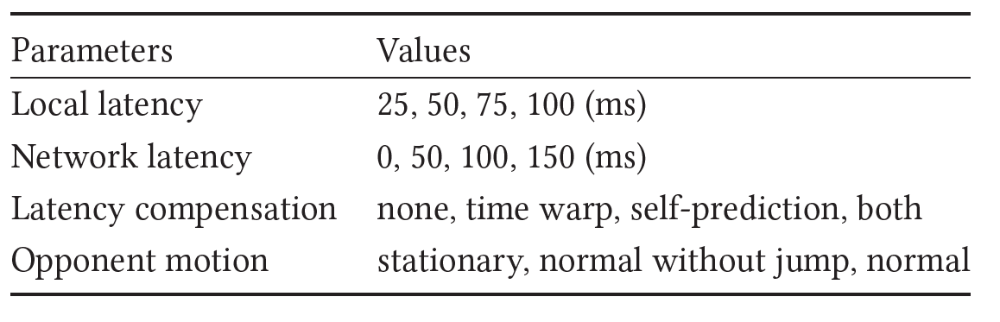 Parameters Values
Local latency 25, 50, 75, 100 (ms)
Network latency 0, 50, 100, 150 (ms)
Latency compensation none, time warp, self-prediction, both
Opponent motion stationary, normal without jump, normal